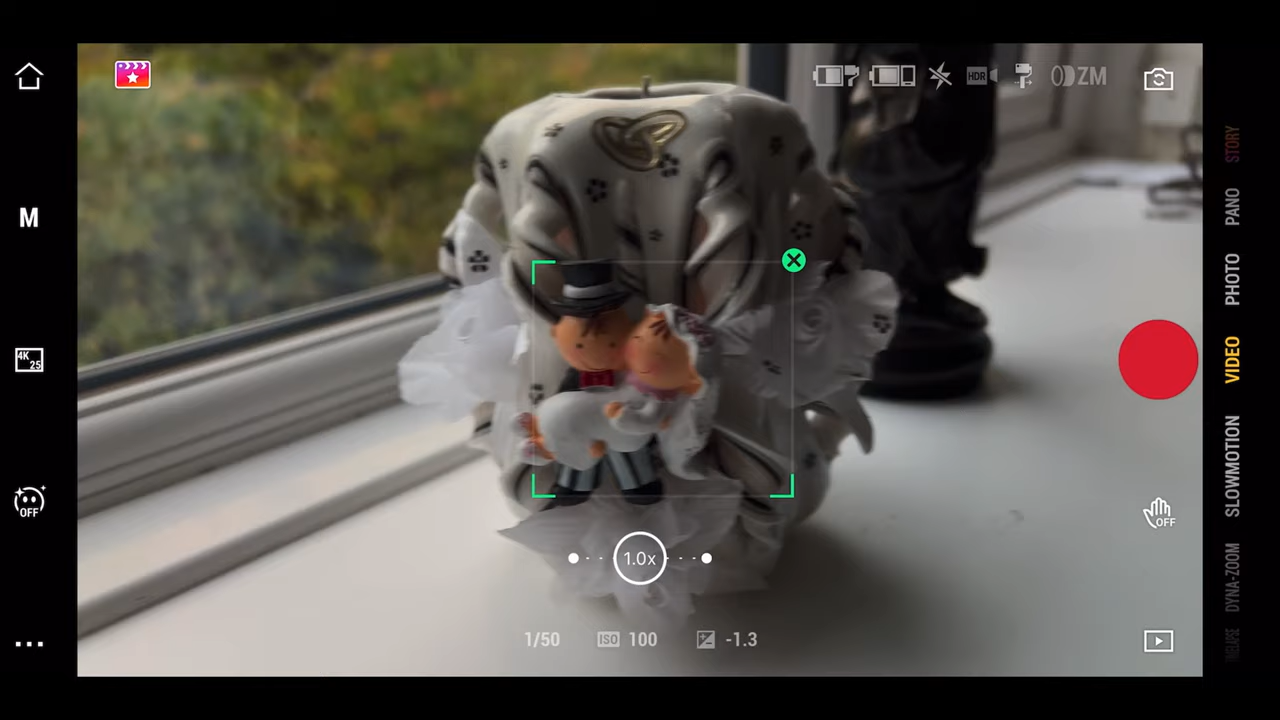 HDR
ZM
M
4K
25
OFF
1.0x
1/50
ISO 100
-1.3
OFF
STORY
PANO
PHOTO
VIDEO
SLOWMOTION
DYNA-ZOOM